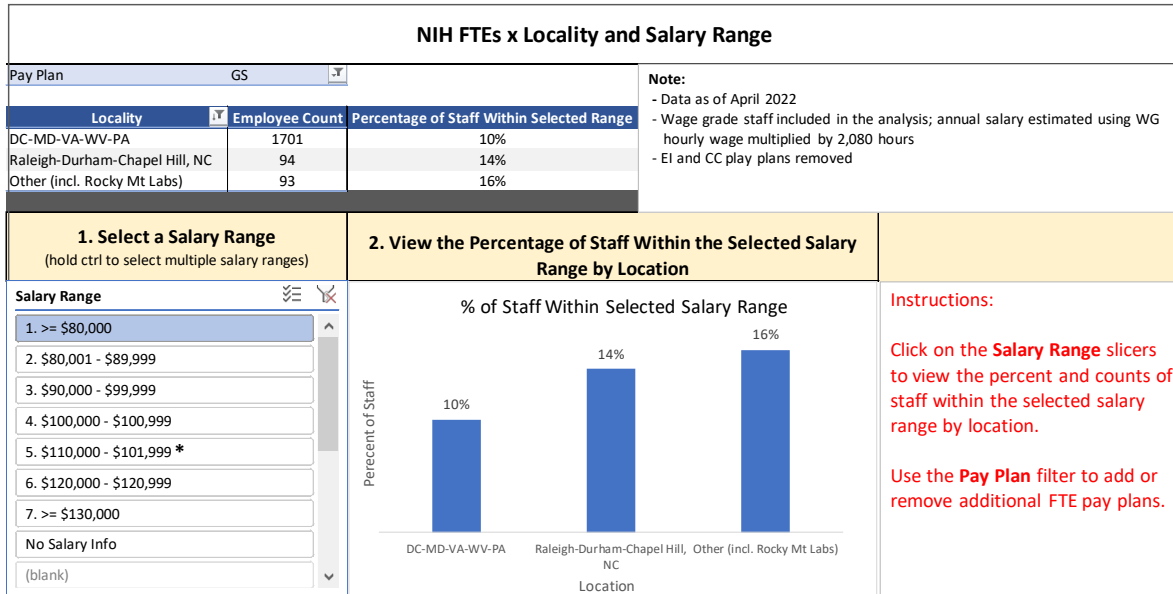 NIH FTEs x Locality and Salary Range
Pay Plan GS
Locality Employee Count Percentage of Staff Within Selected Range
DC-MD-VA-WV-PA 1701 10%
Raleigh-Durham-Chapel Hill, NC 94 14%
Other (incl. Rocky Mt Labs) 93 16%
Note:
- Data as of April 2022
- Wage grade staff included in the analysis; annual salary estimated using WG
hourly wage multiplied by 2,080 hours
- EI and CC play plans removed
1. Select a Salary Range
(hold ctrl to select multiple salary ranges)
2. View the Percentage of Staff Within the Selected Salary
Range by Location
Salary Range
1. >= $80,000
2. $80,001 - $89,999
3. $90,000 - $99,999
4. $100,000 - $100,999
5. $110,000 - $101,999 *
6. $120,000 - $120,999
7. >= $130,000
No Salary Info
(blank)
% of Staff Within Selected Salary Range
Perecent of Staff
10%
14%
16%
DC-MD-VA-WV-PA
Raleigh-Durham-Chapel Hill,
NC
Other (incl. Rocky Mt Labs)
Location
Instructions:
Click on the Salary Range slicers
to view the percent and counts of
staff within the selected salary
range by location.
Use the Pay Plan filter to add or
remove additional FTE pay plans.